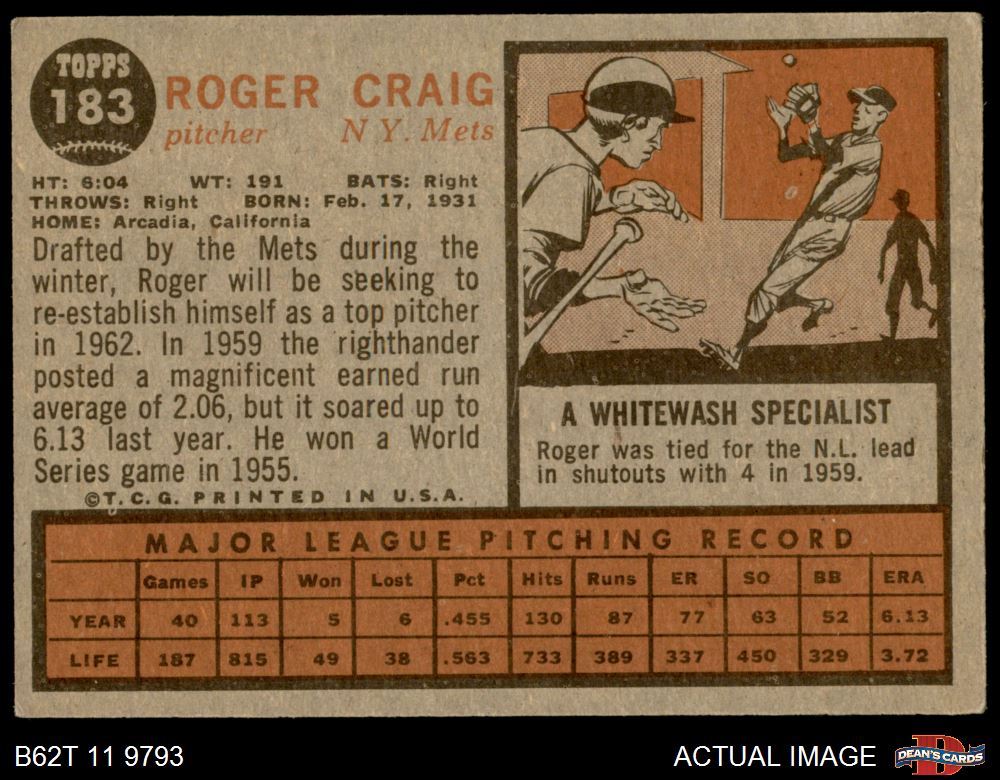 TOPPS
183
ROGER CRAIG
pitcher N Y. Mets
HT: 6:04 WT: 191 BATS: Right
THROWS: Right BORN: Feb. 17, 1931
HOME: Arcadia, California
Drafted by the Mets during the
winter, Roger will be seeking to
re-establish himself as a top pitcher
in 1962. In 1959 the righthander
posted a magnificent earned run
average of 2.06, but it soared up to
6.13 last year. He won a World
Series game in 1955.
©T.C.G. PRINTED IN U.S.A.
A WHITEWASH SPECIALIST
Roger was tied for the N.L. lead
in shutouts with 4 in 1959.
MAJOR LEAGUE PITCHING RECORD
Games IP Won Lost Pct Hits Runs ER SO BB ERA
YEAR 40 113 5 6 .455 130 87 77 63 52 6.13
LIFE 187 815 49 38 .563 733 389 337 450 329 3.72
B62T 11 9793
ACTUAL IMAGE
D
DEAN'S CARDS